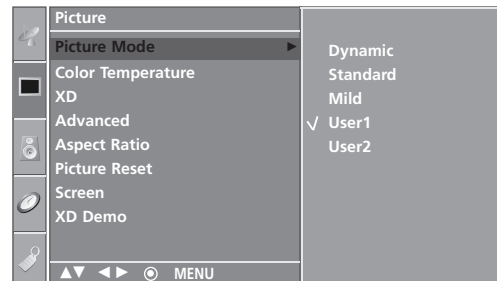 Picture
Picture Mode ►
Color Temperature
XD
Advanced
Aspect Ratio
Picture Reset
Screen
XD Demo
▲▼ ◄► ◉ MENU
Dynamic
Standard
Mild
√ User1
User2